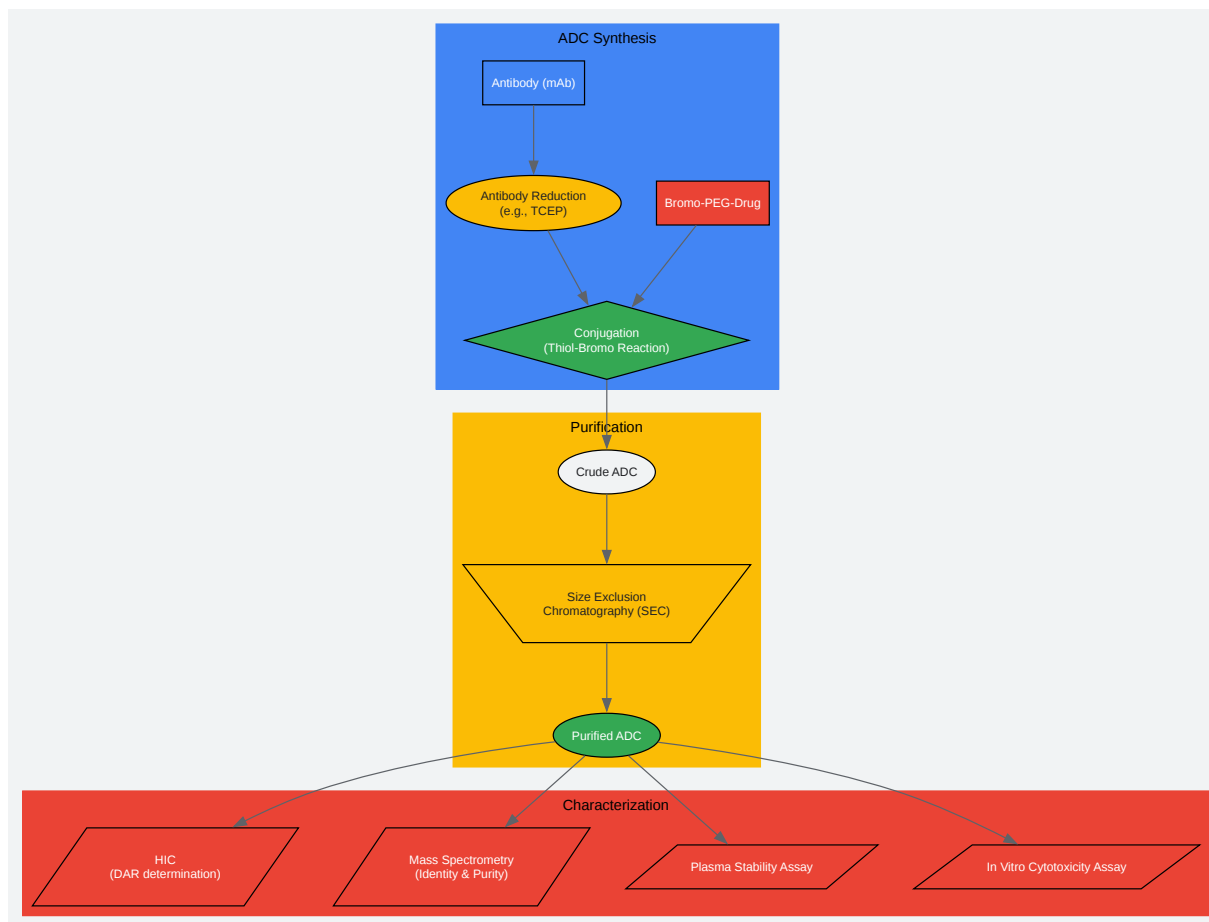 ADC Synthesis
Antibody (mAb)
Antibody Reduction
(e.g., TCEP)
Bromo-PEG-Drug
Conjugation
(Thiol-Bromo Reaction)
Purification
Crude ADC
Size Exclusion
Chromatography (SEC)
Purified ADC
Characterization
HIC
(DAR determination)
Mass Spectrometry
(Identity & Purity)
Plasma Stability Assay
In Vitro Cytotoxicity Assay